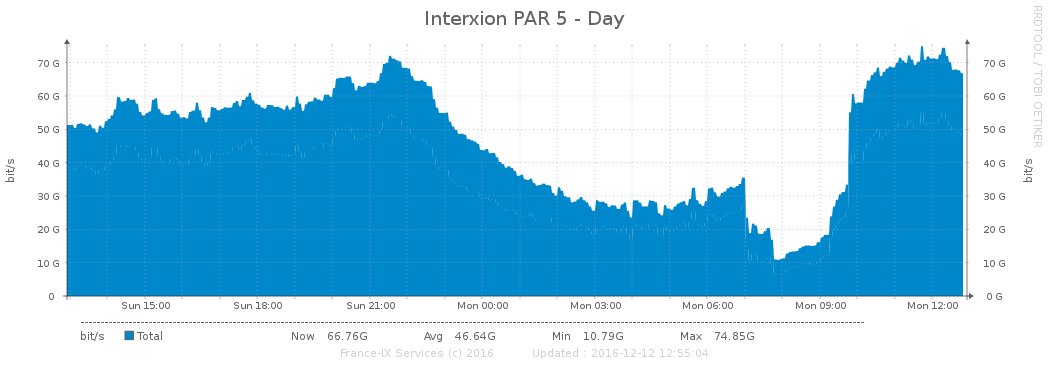 Interxion PAR 5 - Day
RRDTOOL / TOBI OETIKER
bit/s
70 G
60 G
50 G
40 G
30 G
20 G
10 G
0
70 G
60 G
50 G
40 G
30 G
20 G
10 G
0 G
bit/s
Sun 15:00 Sun 18:00 Sun 21:00 Mon 00:00 Mon 03:00 Mon 06:00 Mon 09:00 Mon 12:00
bit/s Total Now 66.76G Avg 46.64G Min 10.79G Max 74.85G
France-IX Services (c) 2016 Updated : 2016-12-12 12:55:04